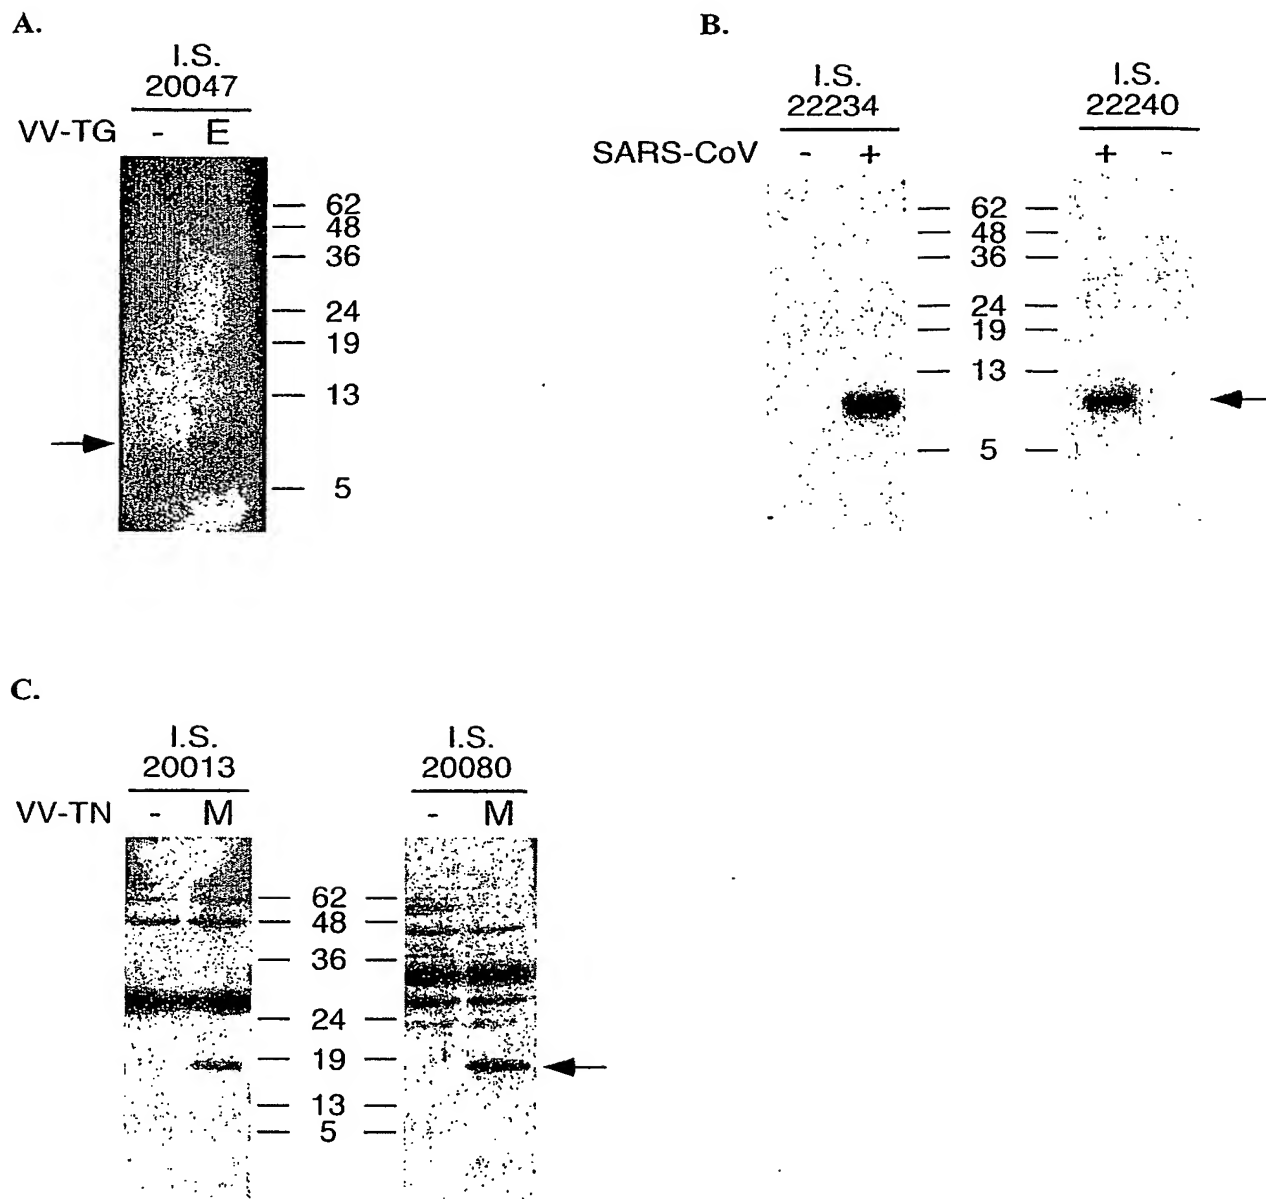 A.
I.S.
20047
VV-TG - E
62
48
36
24
19
13
5
B.
I.S.
22234
I.S.
22240
SARS-CoV - + + -
62
48
36
24
19
13
5
C.
I.S.
20013
I.S.
20080
VV-TN - M - M
62
48
36
24
19
13
5